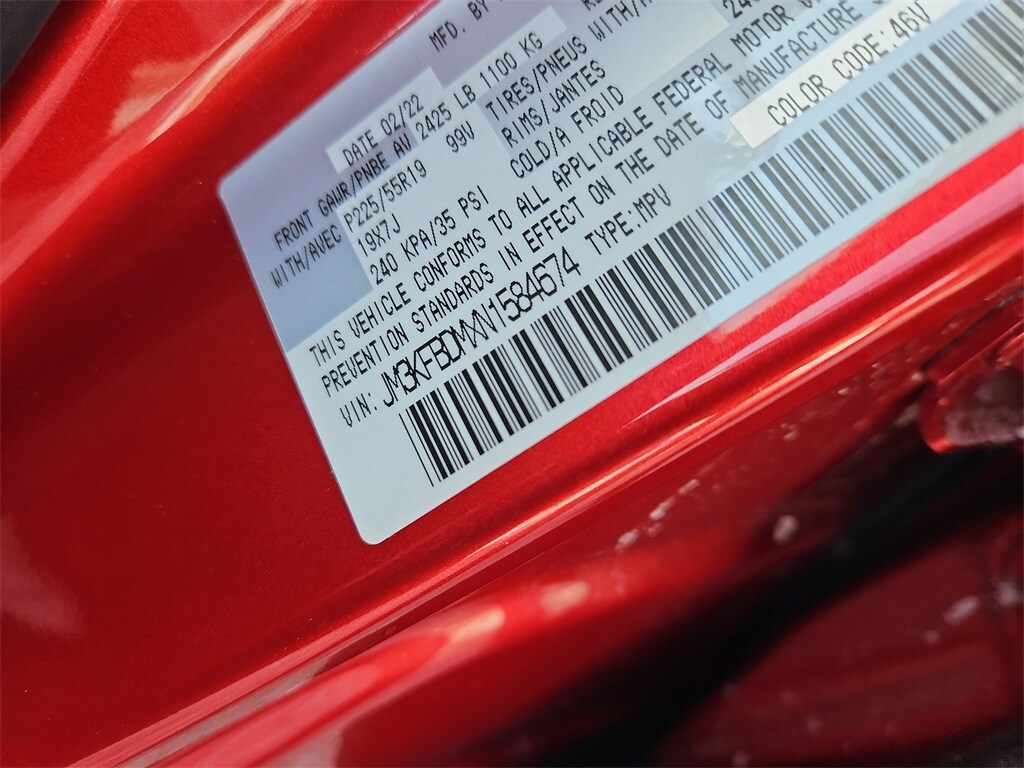 MFD. BY
DATE 02/22
FRONT GAWR/PNBE AV 2425 LB 1100 KG
WITH/AVEC P225/55R19 99V TIRES/PNEUS WITH/
19X7J RIMS/JANTES
240 KPA/35 PSI COLD/A FROID
THIS VEHICLE CONFORMS TO ALL APPLICABLE FEDERAL MOTOR
PREVENTION STANDARDS IN EFFECT ON THE DATE OF MANUFACTURE
VIN: JM3KFBDMXN1584674 TYPE:MPV COLOR CODE:46V